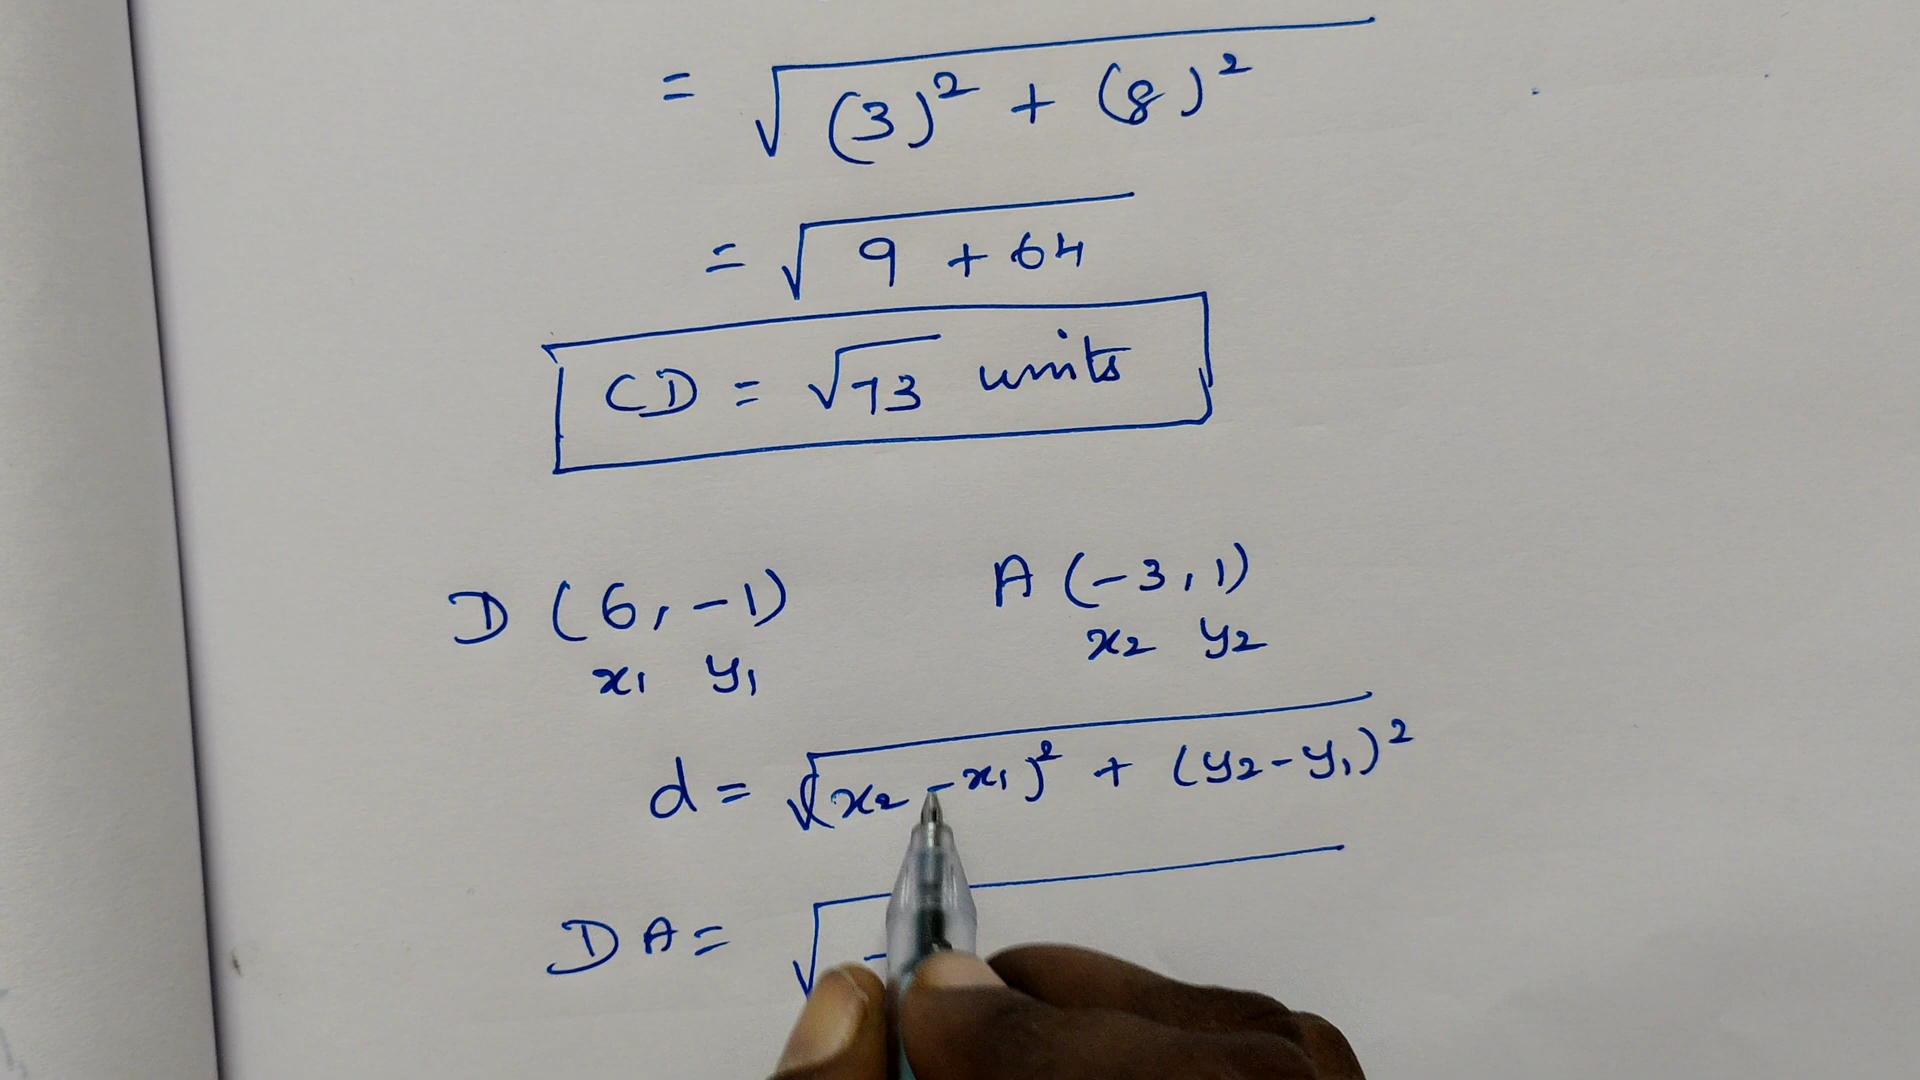 = √(3)² + (8)²
= √9 + 64
CD = √73 units
D (6, -1) A (-3, 1)
x₁ y₁ x₂ y₂
d = √(x₂ - x₁)² + (y₂ - y₁)²
DA = √-